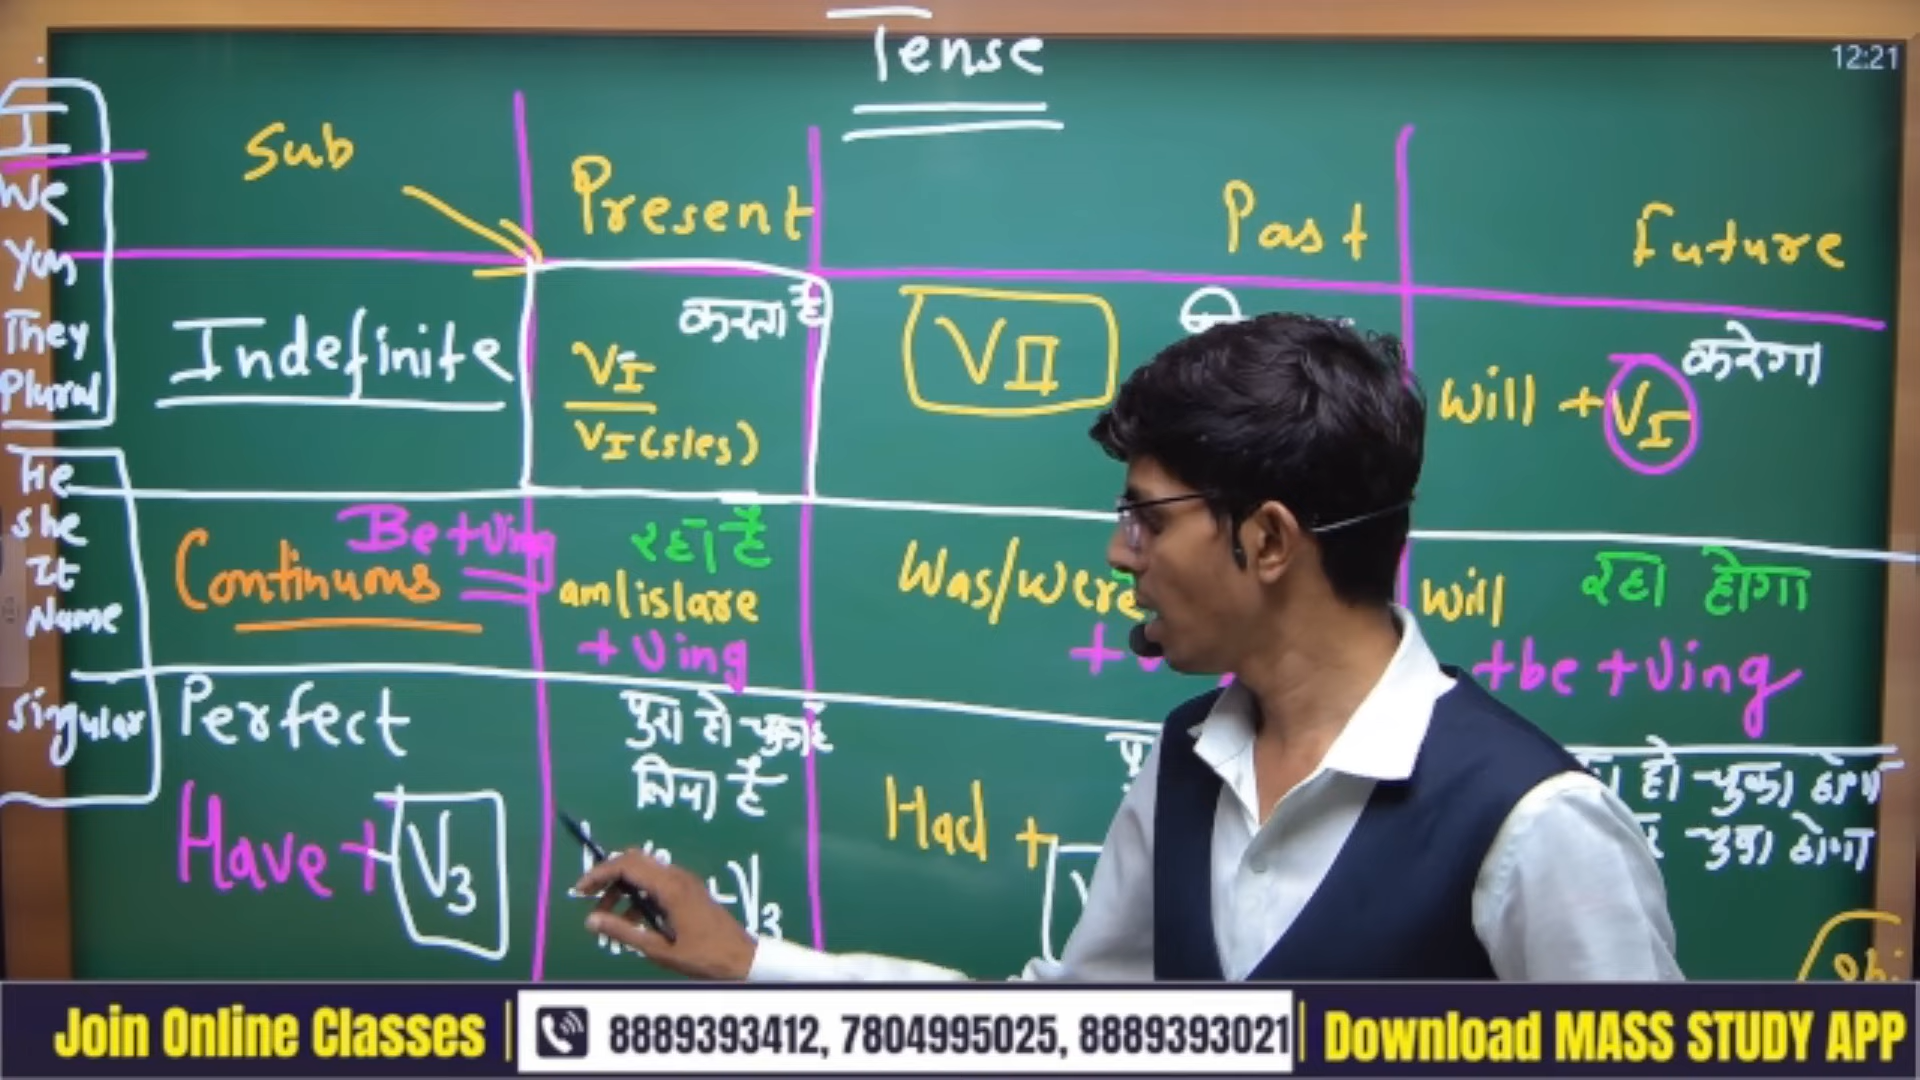 Tense
12:21
Sub
Present
Past
Future
I
We
You
They
Plural
He
She
It
Name
Singular
Indefinite
करता है
VI
VI (s/es)
VII
करेगा
Will + VI
Be + Ving
Continuous
रहा है
am/is/are
+ Ving
Was/were
+
रहा होगा
will
+be + Ving
Perfect
Have + V3
पुरा हो चुका है
लिया है
V3
Had +
हो चुका होगा
चुका होगा
Join Online Classes
8889393412, 7804995025, 8889393021
Download MASS STUDY APP